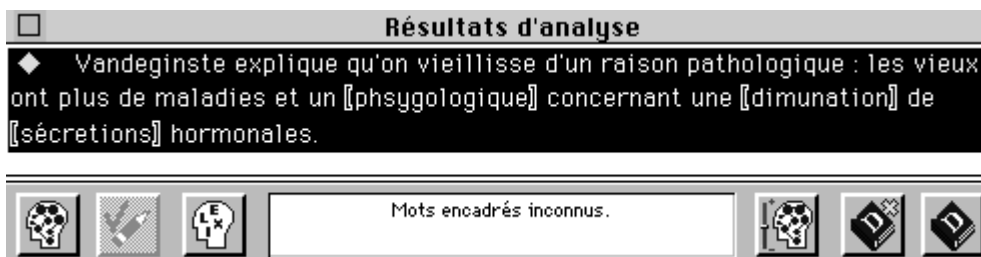 Résultats d'analyse
Vandeginste explique qu'on vieillisse d'un raison pathologique : les vieux
ont plus de maladies et un [phsygologique] concernant une [dimunation] de
[sécretions] hormonales.
Mots encadrés inconnus.
L E X
D
D